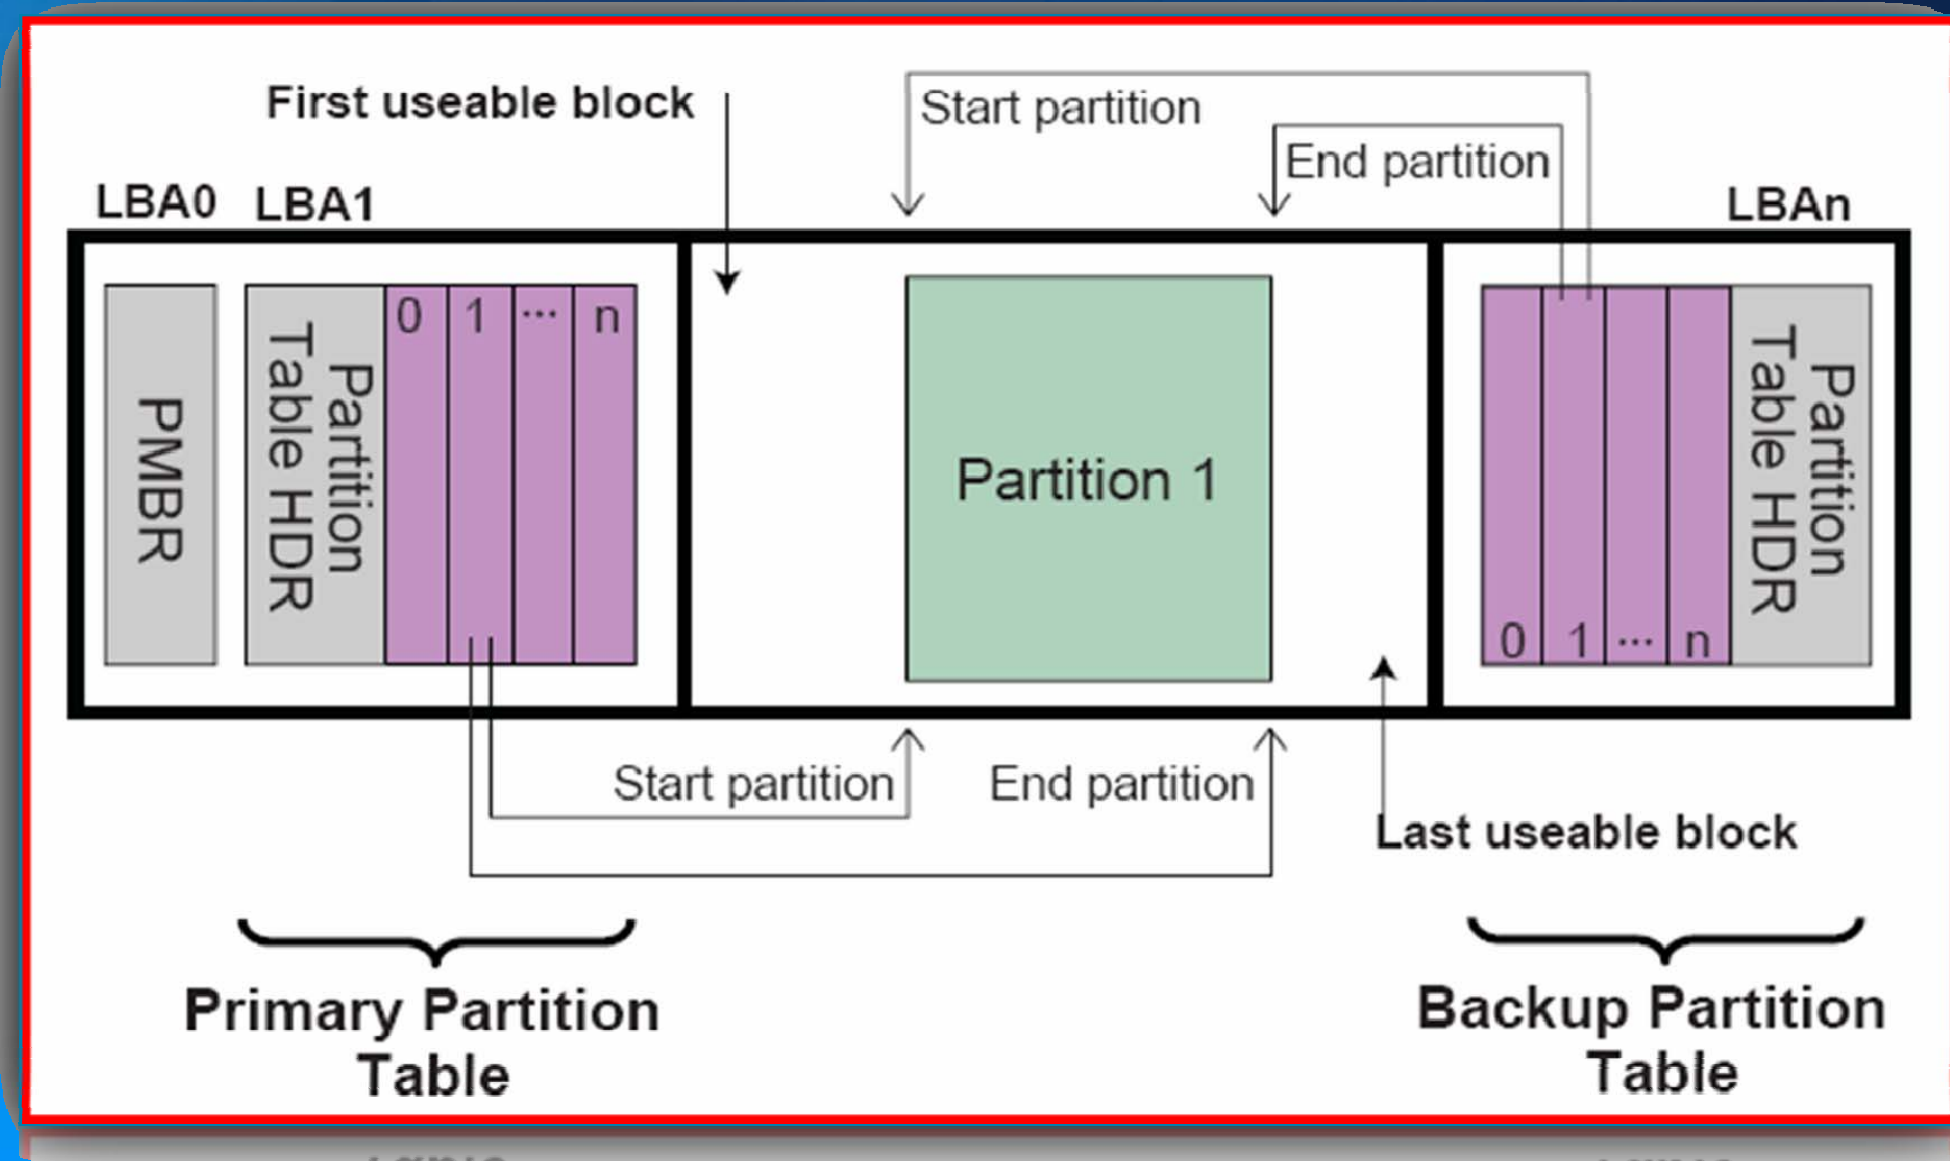 First useable block
Start partition
End partition
LBA0
LBA1
LBAn
PMBR
Partition
Table HDR
0 1 ... n
Partition 1
Partition
Table HDR
0 1 ... n
Start partition
End partition
Last useable block
Primary Partition
Table
Backup Partition
Table